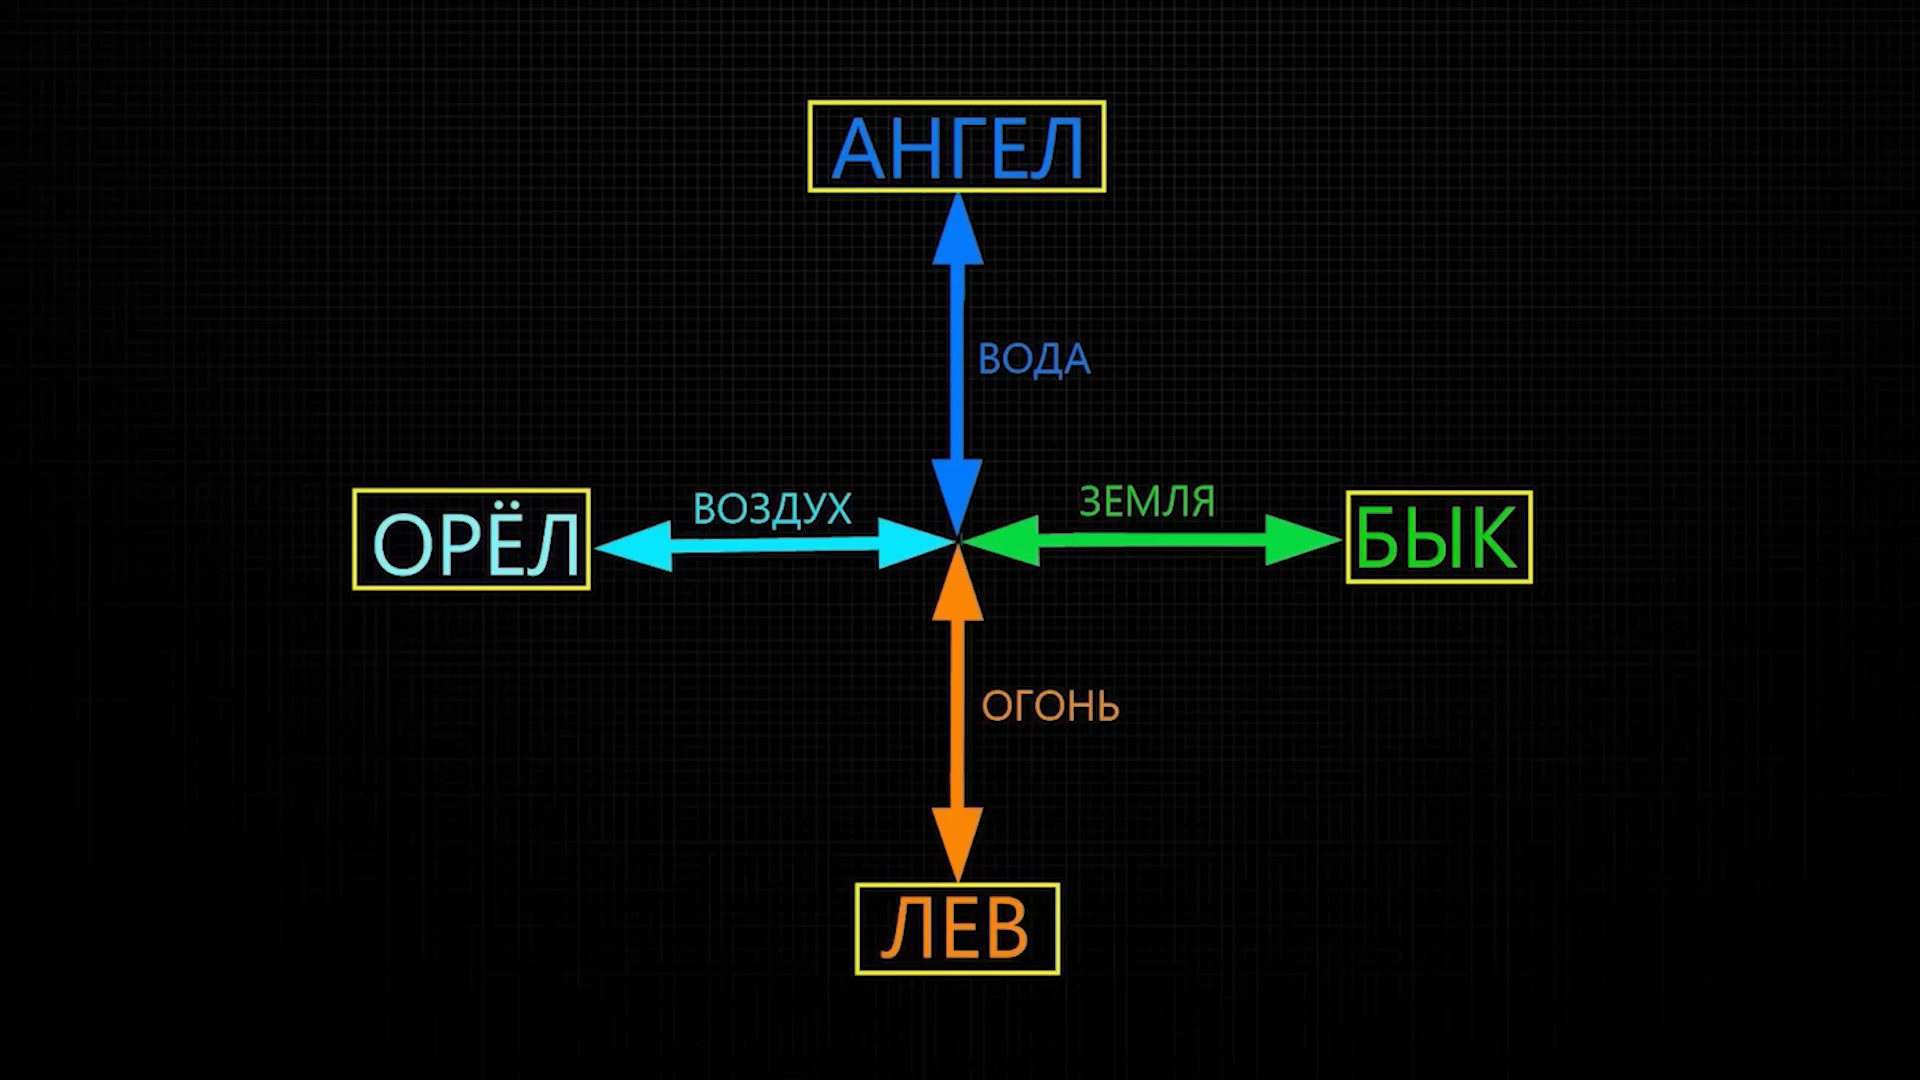 АНГЕЛ
ВОДА
ОРЁЛ
ВОЗДУХ
ЗЕМЛЯ
БЫК
ОГОНЬ
ЛЕВ